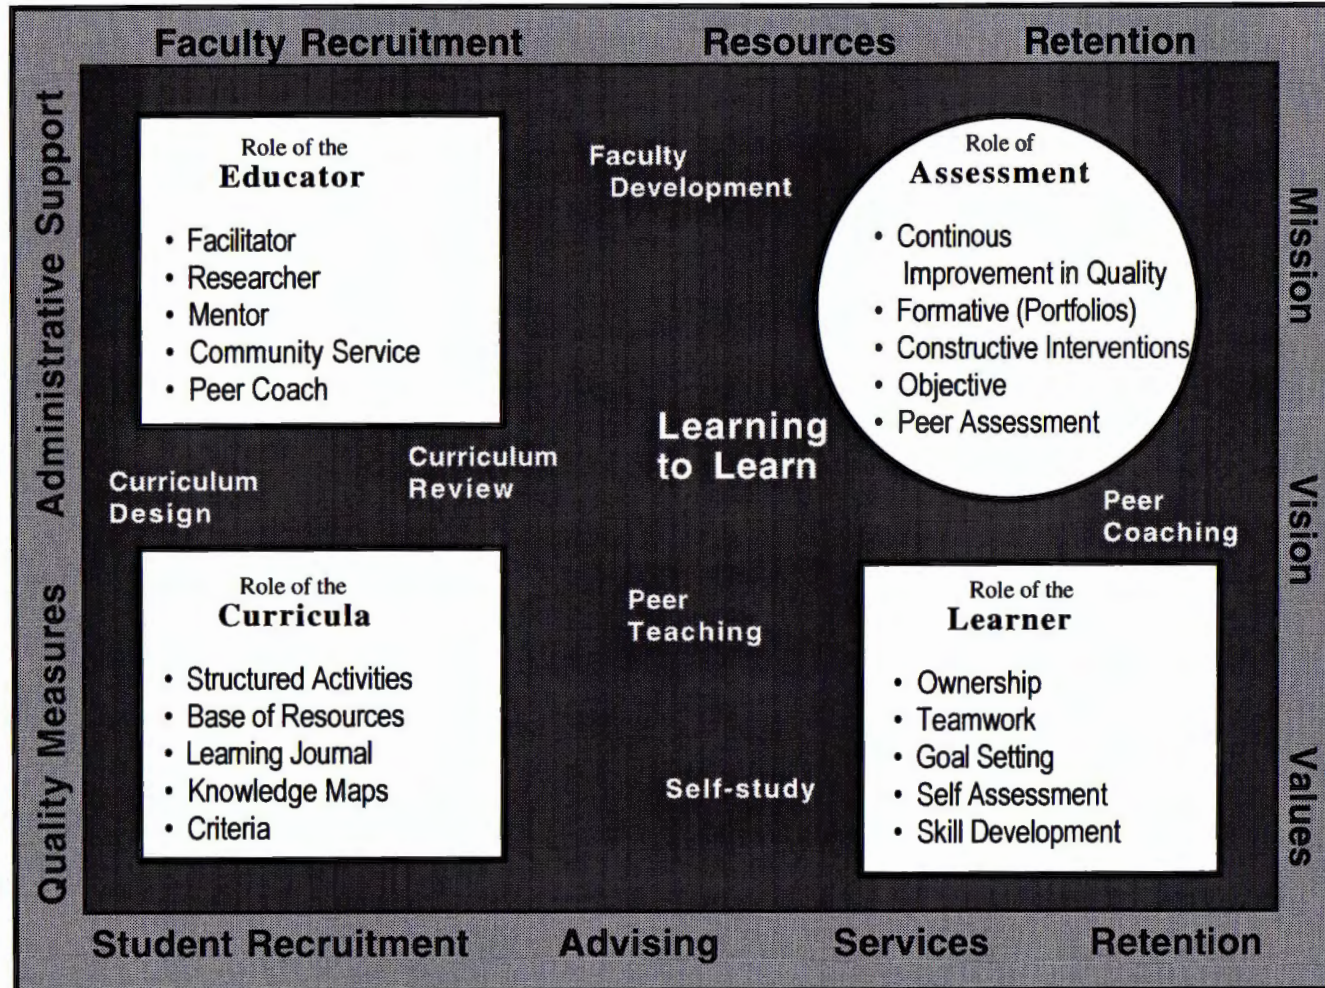 Faculty Recruitment Resources Retention
Administrative Support
Quality Measures
Role of the
Educator
• Facilitator
• Researcher
• Mentor
• Community Service
• Peer Coach
Faculty
Development
Role of
Assessment
• Continous
Improvement in Quality
• Formative (Portfolios)
• Constructive Interventions
• Objective
• Peer Assessment
Learning
to Learn
Curriculum
Design
Curriculum
Review
Peer
Coaching
Role of the
Curricula
• Structured Activities
• Base of Resources
• Learning Journal
• Knowledge Maps
• Criteria
Peer
Teaching
Self-study
Role of the
Learner
• Ownership
• Teamwork
• Goal Setting
• Self Assessment
• Skill Development
Mission
Vision
Values
Student Recruitment Advising Services Retention